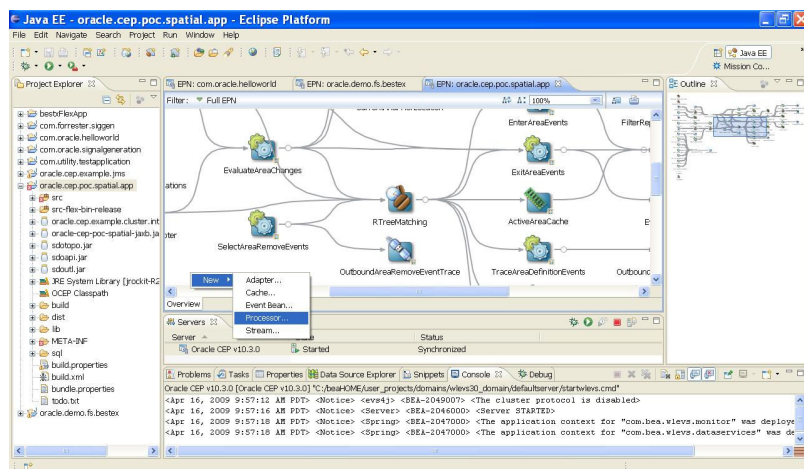 Java EE - oracle.cep.poc.spatial.app - Eclipse Platform
File Edit Navigate Search Project Run Window Help
Java EE
Mission Co...
Project Explorer
EPN: com.oracle.helloworld
EPN: oracle.demo.fs.bestex
EPN: oracle.cep.poc.spatial.app
Outline
Filter: Full EPN
100%
bestxFlexApp
com.forrester.siggen
com.oracle.helloworld
com.oracle.signalgeneration
com.utility.testapplication
oracle.cep.example.jms
oracle.cep.poc.spatial.app
src
src-flex-bin-release
oracle.cep.example.cluster.int
oracle-cep-poc-spatial-jaxb.ja
sdotopo.jar
sdoapi.jar
sdoutl.jar
JRE System Library [jrockit-R2
OCEP Classpath
build
dist
lib
META-INF
sql
build.properties
build.xml
bundle.properties
todo.txt
oracle.demo.fs.bestex
EnterAreaEvents
FilterRe
EvaluateAreaChanges
ExitAreaEvents
ations
RTreeMatching
ActiveAreaCache
E
pter
SelectAreaRemoveEvents
OutboundAreaRemoveEventTrace
TraceAreaDefinitionEvents
Outbound
New
Adapter...
Cache...
Event Bean...
Processor...
Stream...
Overview
Servers
Server
Status
Oracle CEP v10.3.0
Started
Synchronized
Problems
Tasks
Properties
Data Source Explorer
Snippets
Console
Debug
Oracle CEP v10.3.0 [Oracle CEP v10.3.0] "C:/beaHOME/user_projects/domains/wlevs30_domain/defaultserver/startwlevs.cmd"
<Apr 16, 2009 9:57:12 AM PDT> <Notice> <evs4j> <BEA-2049007> <The cluster protocol is disabled>
<Apr 16, 2009 9:57:16 AM PDT> <Notice> <Server> <BEA-2046000> <Server STARTED>
<Apr 16, 2009 9:57:18 AM PDT> <Notice> <Spring> <BEA-2047000> <The application context for "com.bea.wlevs.monitor" was deploye
<Apr 16, 2009 9:57:18 AM PDT> <Notice> <Spring> <BEA-2047000> <The application context for "com.bea.wlevs.dataservices" was de